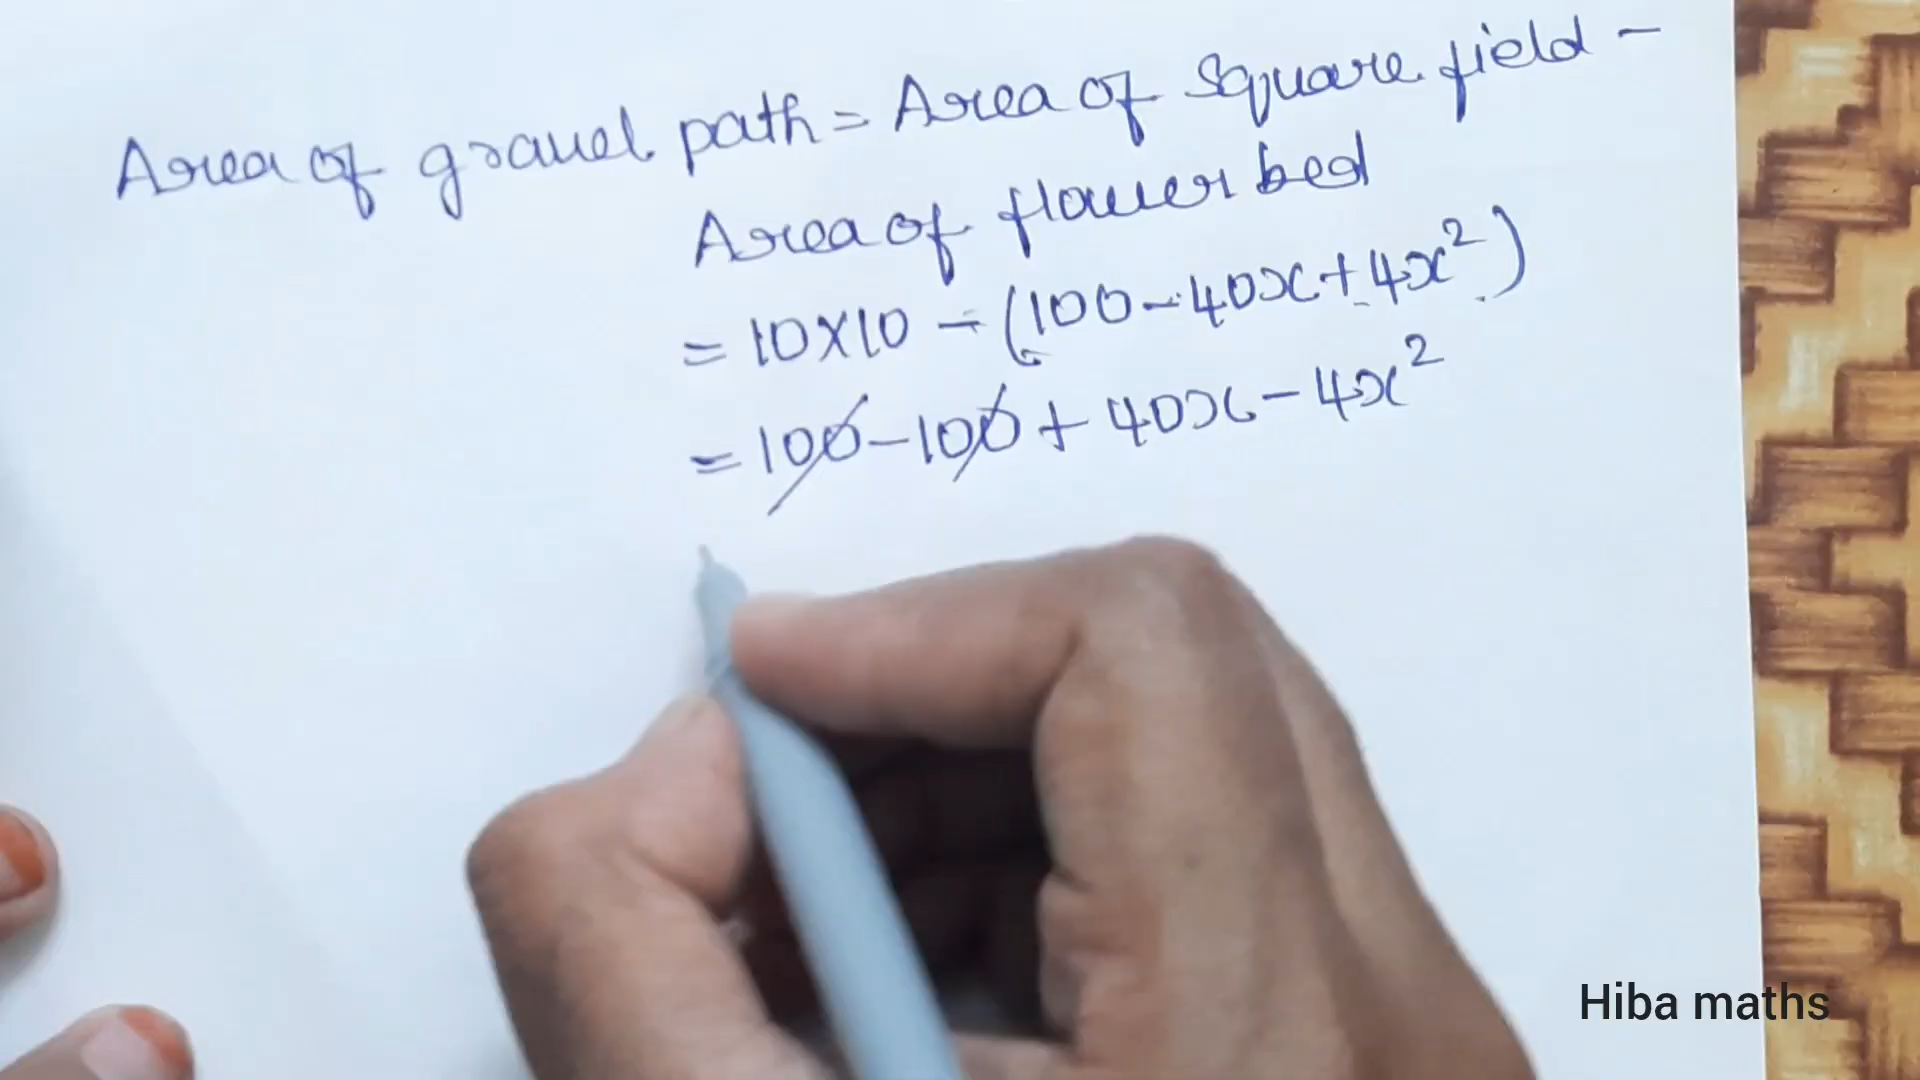 Area of gravel path = Area of square field -
Area of flower bed
= 10×10 - (100 - 40x + 4x²)
= 100 - 100 + 40x - 4x²
Hiba maths